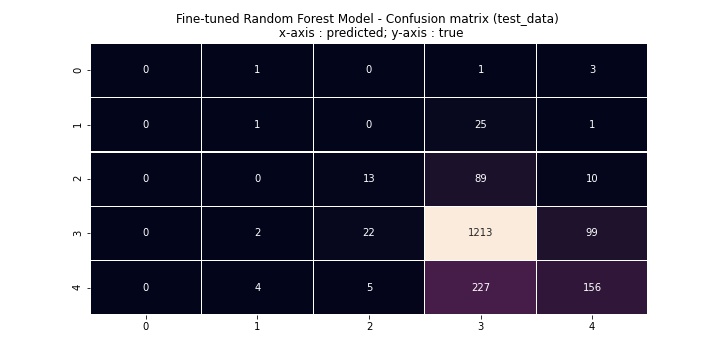 Fine-tuned Random Forest Model - Confusion matrix (test_data)
x-axis : predicted; y-axis : true
0 0 1 0 1 3
1 0 1 0 25 1
2 0 0 13 89 10
3 0 2 22 1213 99
4 0 4 5 227 156
0 1 2 3 4